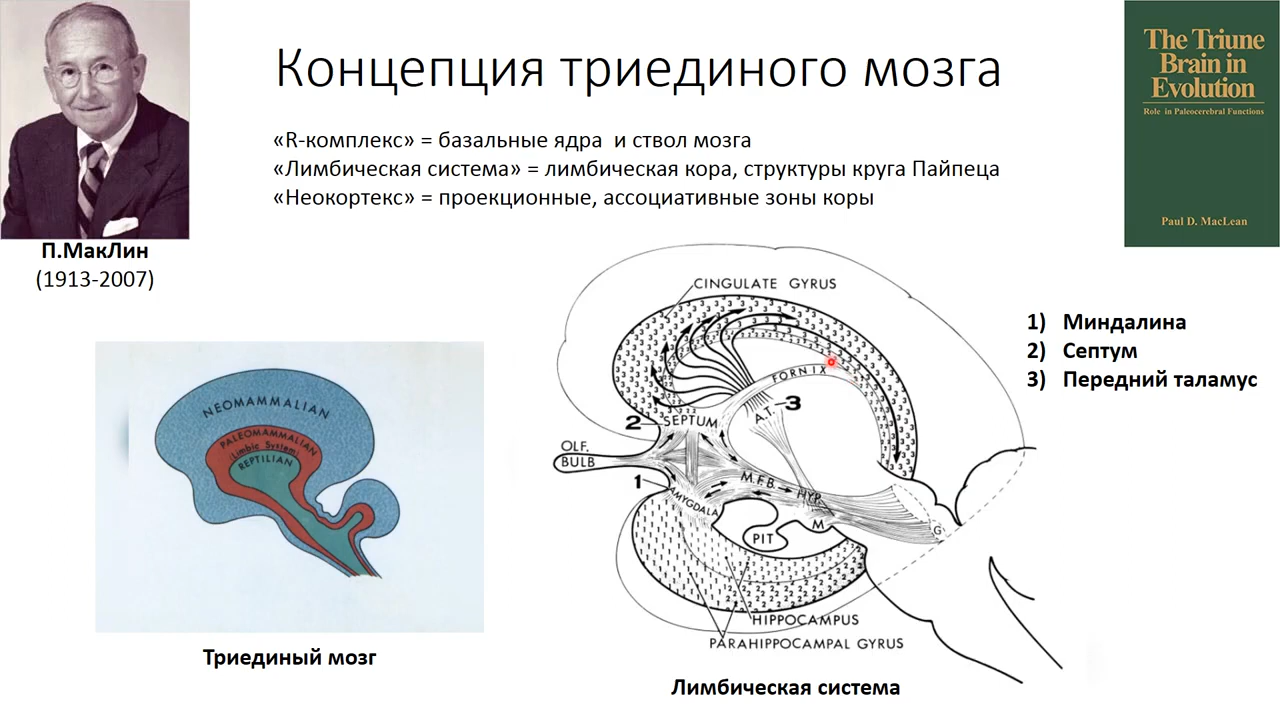 Концепция триединого мозга
«R-комплекс» = базальные ядра и ствол мозга
«Лимбическая система» = лимбическая кора, структуры круга Пайпеца
«Неокортекс» = проекционные, ассоциативные зоны коры
П.МакЛин
(1913-2007)
The Triune
Brain in
Evolution
Role in Paleocerebral Functions
Paul D. MacLean
NEOMAMMALIAN
PALEOMAMMALIAN
(Limbic System)
REPTILIAN
Триединый мозг
CINGULATE GYRUS
FORNIX
A.T. 3
2 SEPTUM
OLF.
BULB
1
AMYGDALA
M.F.B.
HYP.
M
G
PIT
HIPPOCAMPUS
PARAHIPPOCAMPAL GYRUS
Лимбическая система
1) Миндалина
2) Септум
3) Передний таламус